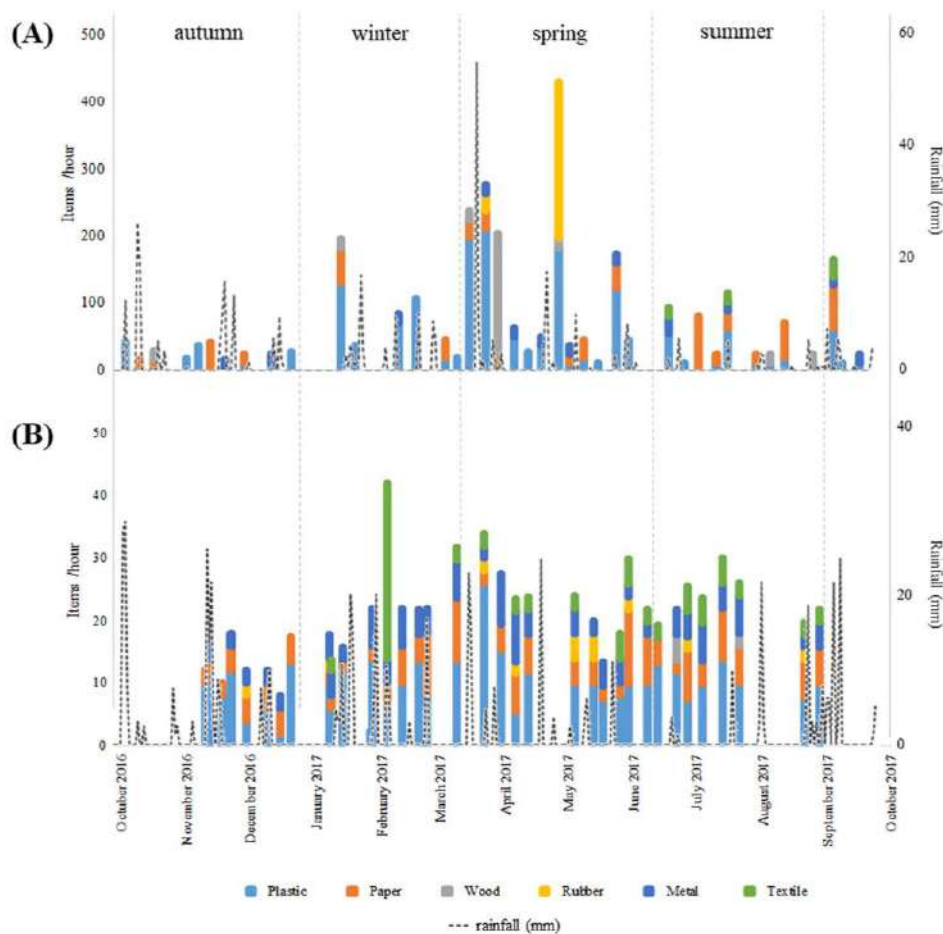 (A)
autumn
winter
spring
summer
500
400
300
200
100
0
Items /hour
60
40
20
0
Rainfall (mm)
(B)
50
40
30
20
10
0
Items /hour
40
20
0
Rainfall (mm)
October 2016
November 2016
December 2016
January 2017
February 2017
March 2017
April 2017
May 2017
June 2017
July 2017
August 2017
September 2017
October 2017
Plastic
Paper
Wood
Rubber
Metal
Textile
rainfall (mm)